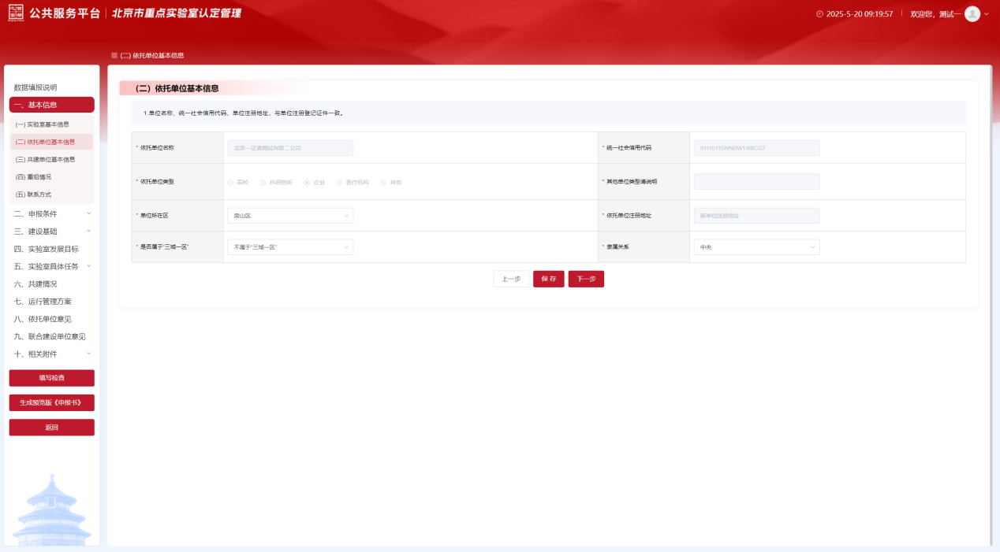 公共服务平台 | 北京市重点实验室认定管理
2025-5-20 09:19:57 | 欢迎您, 测试一
(二) 依托单位基本信息
数据填报说明
一、基本信息
(一) 实验室基本信息
(二) 依托单位基本信息
(三) 共建单位基本信息
(四) 重组情况
(五) 联系方式
二、申报条件
三、建设基础
四、实验室发展目标
五、实验室具体任务
六、共建情况
七、运行管理方案
八、依托单位意见
九、联合建设单位意见
十、相关附件
填写检查
生成预览版《申报书》
返回
(二) 依托单位基本信息
1.单位名称、统一社会信用代码、单位注册地址，与单位注册登记证件一致。
* 依托单位名称 北京一证通测试有限二公司 * 统一社会信用代码 91110115WNRW1W8CG7
* 依托单位类型 高校 科研院所 企业 医疗机构 其他 * 其他单位类型请说明
* 单位所在区 房山区 * 依托单位注册地址 新单位注册地址
* 是否属于"三城一区" 不属于"三城一区" * 隶属关系 中央
上一步 保存 下一步